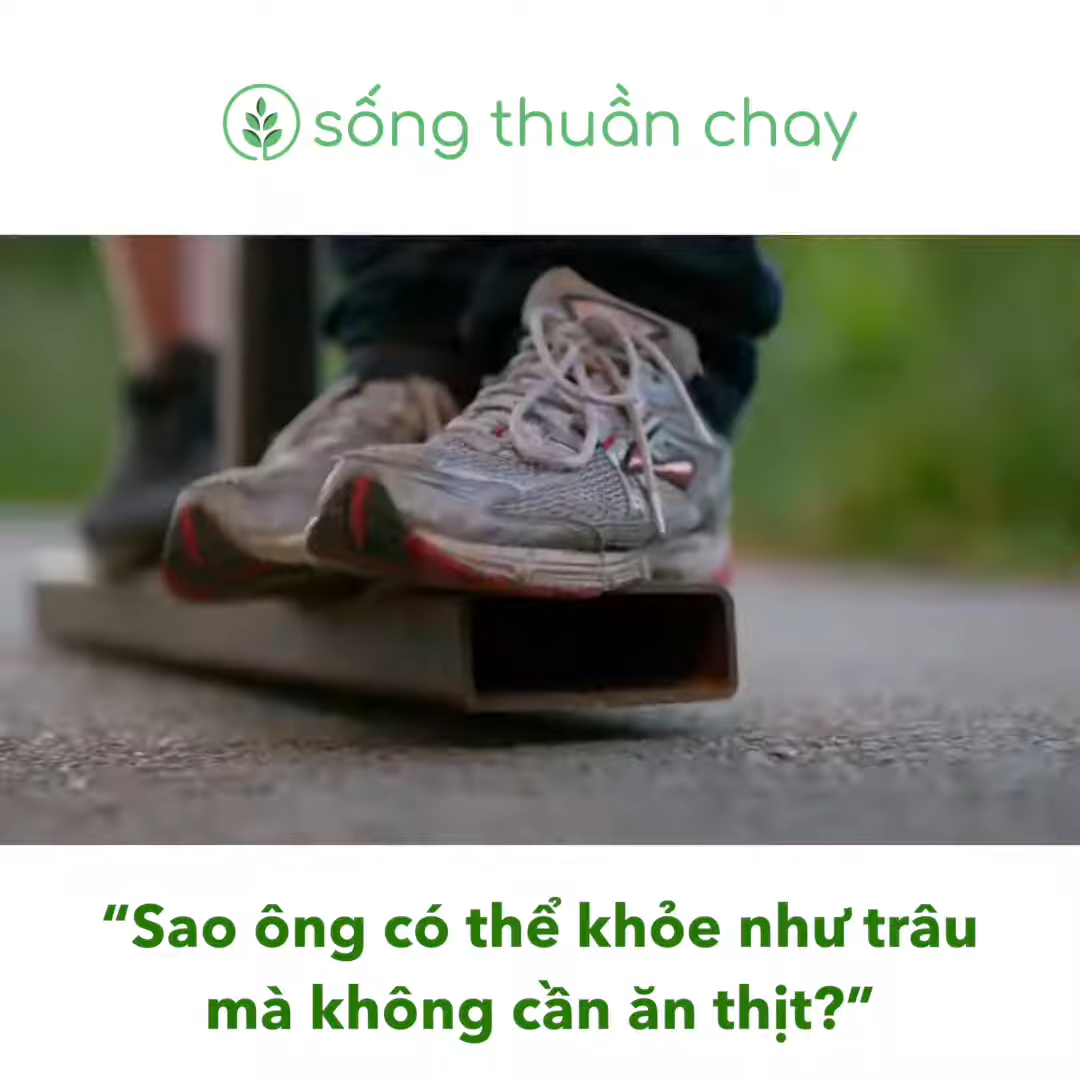 sống thuần chay
“Sao ông có thể khỏe như trâu
mà không cần ăn thịt?”